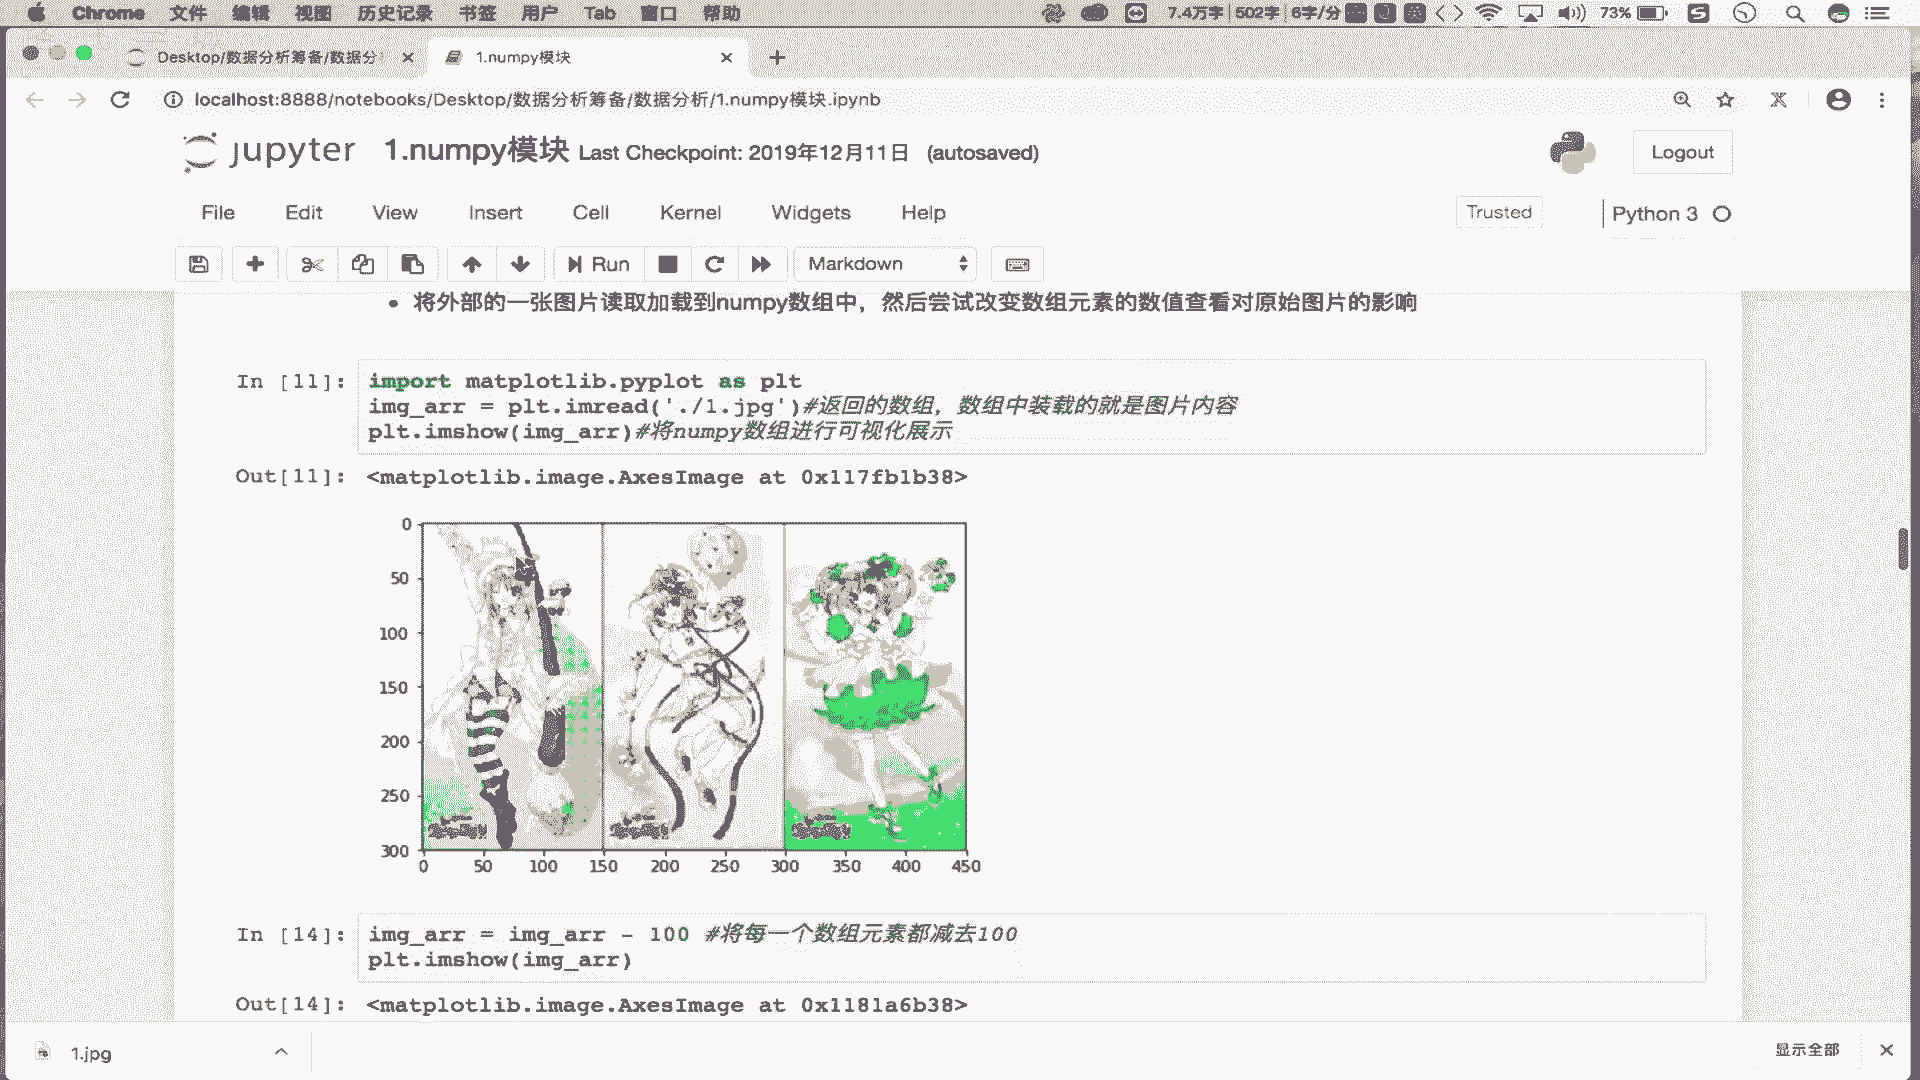 Chrome 文件 编辑 视图 历史记录 书签 用户 Tab 窗口 帮助 7.4万字 502字 6字/分 73%
Desktop/数据分析筹备/数据分 1.numpy模块
localhost:8888/notebooks/Desktop/数据分析筹备/数据分析/1.numpy模块.ipynb
jupyter 1.numpy模块 Last Checkpoint: 2019年12月11日 (autosaved) Logout
File Edit View Insert Cell Kernel Widgets Help Trusted Python 3
Run Markdown
将外部的一张图片读取加载到numpy数组中，然后尝试改变数组元素的数值查看对原始图片的影响
In [11]: import matplotlib.pyplot as plt
img_arr = plt.imread('./1.jpg')#返回的数组，数组中装载的就是图片内容
plt.imshow(img_arr)#将numpy数组进行可视化展示
Out[11]: <matplotlib.image.AxesImage at 0x117fb1b38>
0
50
100
150
200
250
300
0 50 100 150 200 250 300 350 400 450
In [14]: img_arr = img_arr - 100 #将每一个数组元素都减去100
plt.imshow(img_arr)
Out[14]: <matplotlib.image.AxesImage at 0x1181a6b38>
1.jpg 显示全部